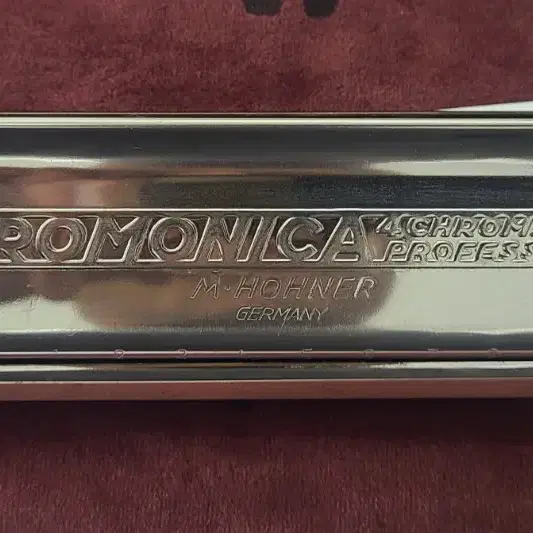 ROMONICA
4 CHROM
PROFESS
M·HOHNER
GERMANY